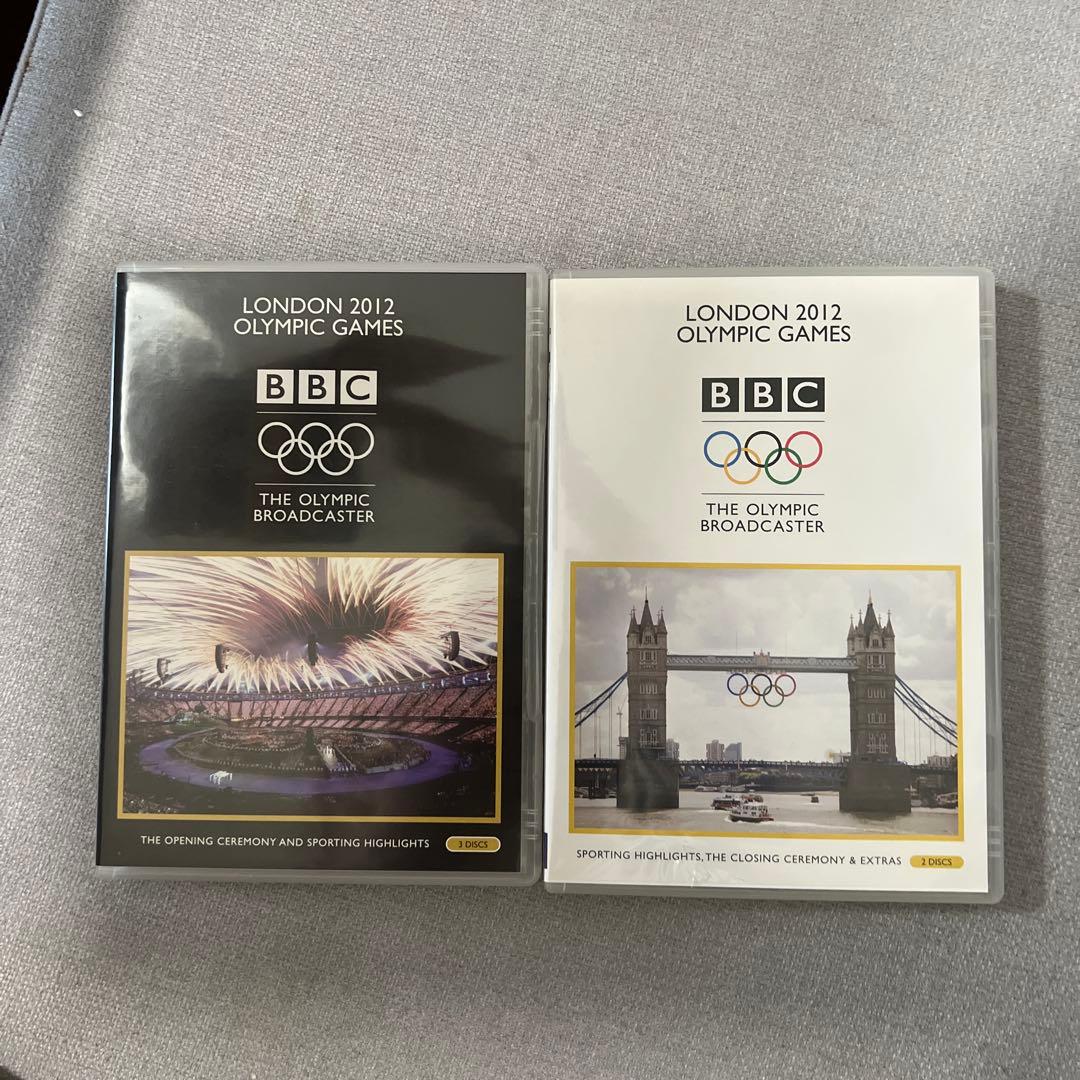 LONDON 2012
OLYMPIC GAMES
BBC
THE OLYMPIC
BROADCASTER
THE OPENING CEREMONY AND SPORTING HIGHLIGHTS
3 DISCS
LONDON 2012
OLYMPIC GAMES
BBC
THE OLYMPIC
BROADCASTER
SPORTING HIGHLIGHTS, THE CLOSING CEREMONY & EXTRAS
2 DISCS